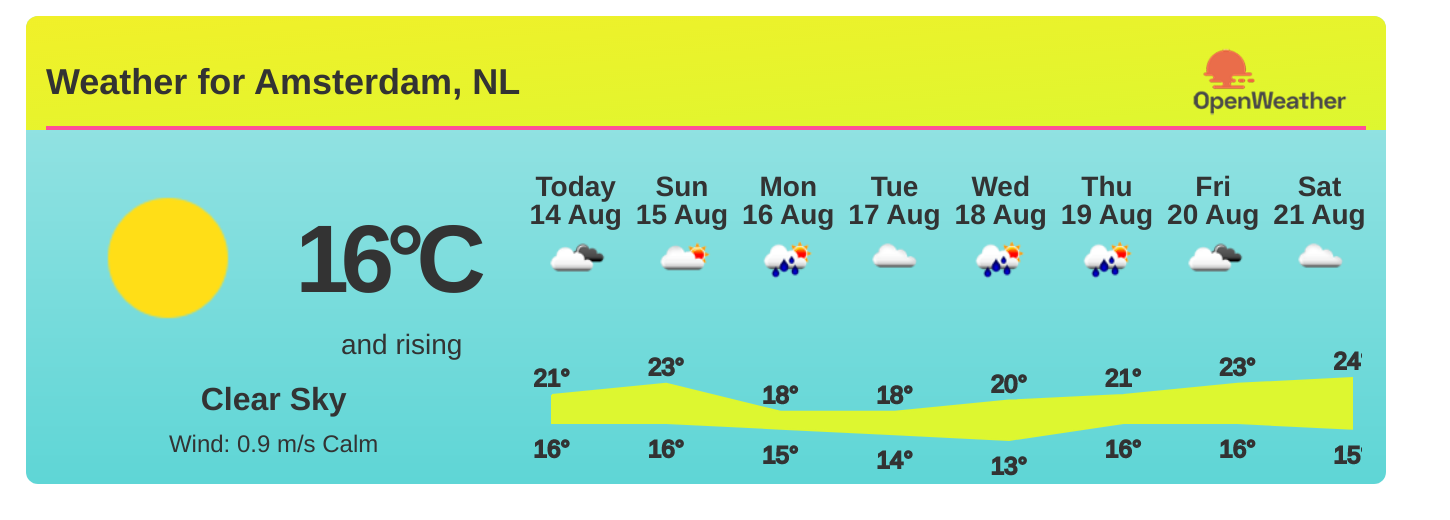 Weather for Amsterdam, NL
OpenWeather
16°C
and rising
Clear Sky
Wind: 0.9 m/s Calm
Today Sun Mon Tue Wed Thu Fri Sat
14 Aug 15 Aug 16 Aug 17 Aug 18 Aug 19 Aug 20 Aug 21 Aug
21° 23° 18° 18° 20° 21° 23° 24°
16° 16° 15° 14° 13° 16° 16° 15°